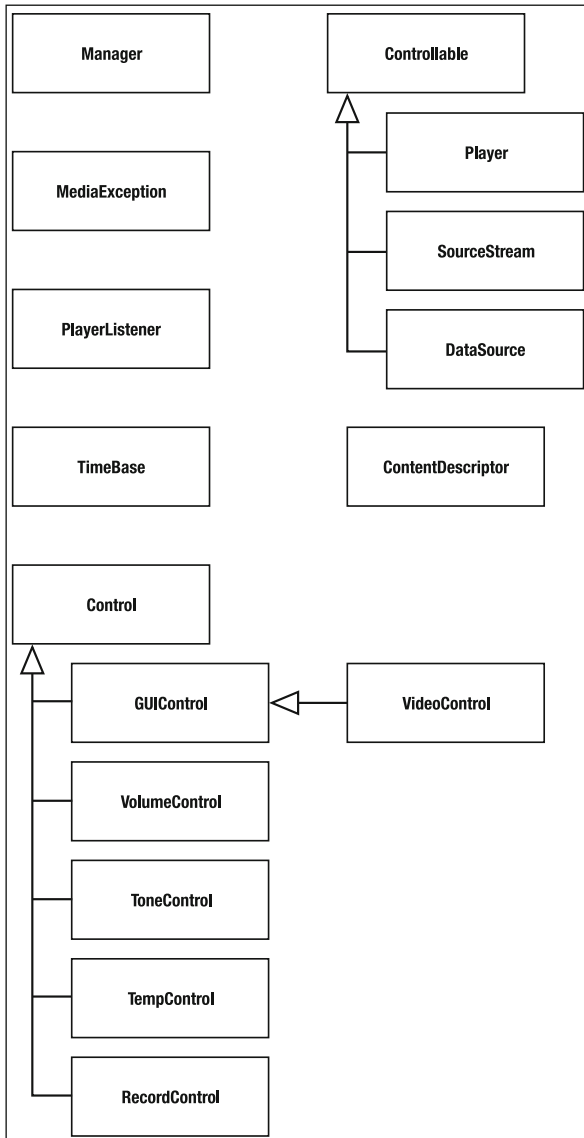 Manager
Controllable
Player
MediaException
SourceStream
PlayerListener
DataSource
TimeBase
ContentDescriptor
Control
GUIControl
VideoControl
VolumeControl
ToneControl
TempControl
RecordControl